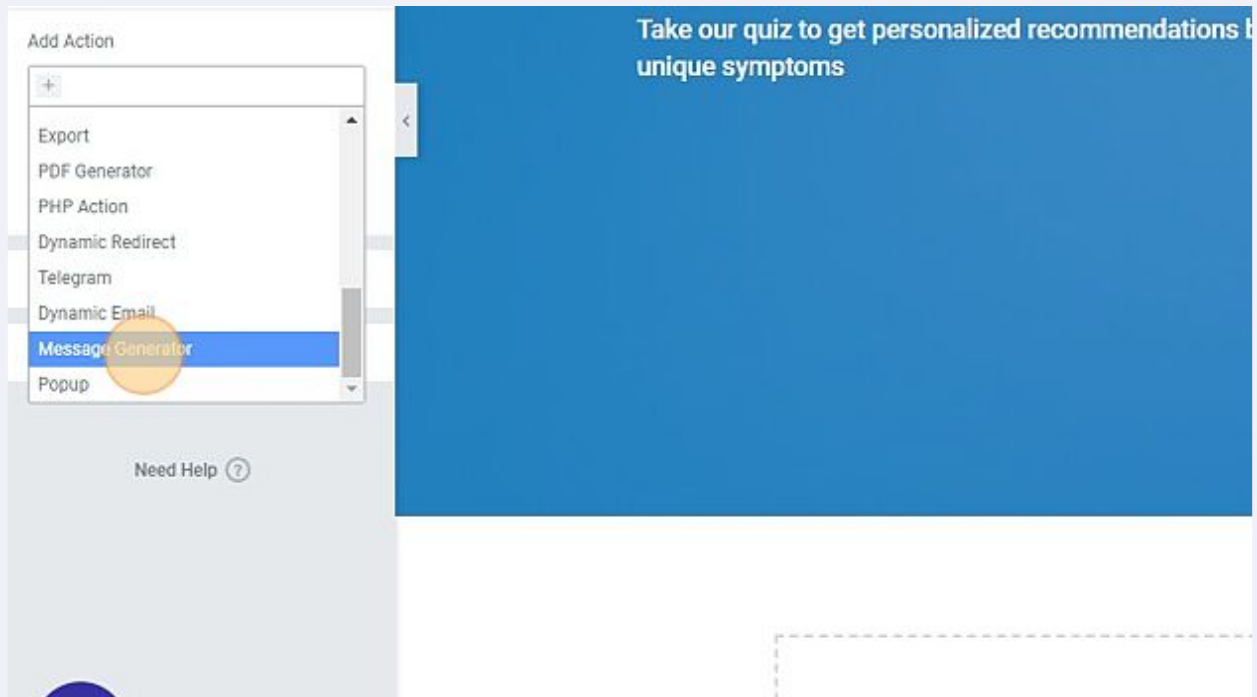 Add Action
+
Export
PDF Generator
PHP Action
Dynamic Redirect
Telegram
Dynamic Email
Message Generator
Popup
Need Help ?
Take our quiz to get personalized recommendations
unique symptoms